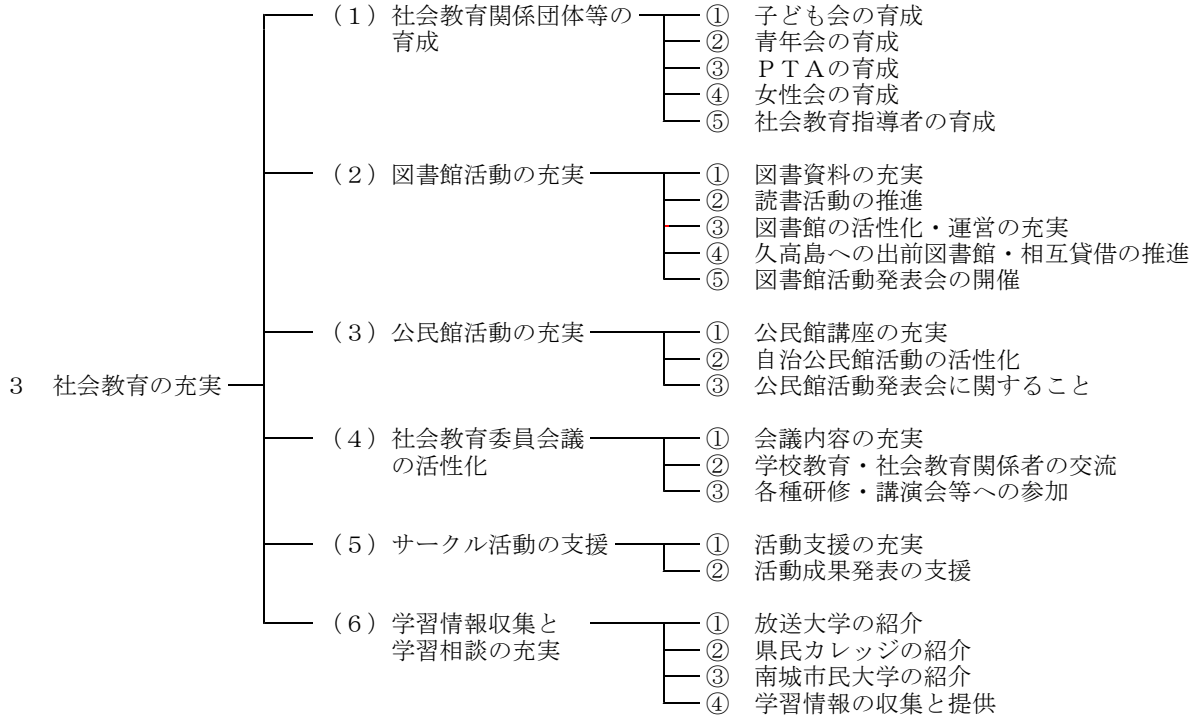 (１) 社会教育関係団体等の
育成
① 子ども会の育成
② 青年会の育成
③ ＰＴＡの育成
④ 女性会の育成
⑤ 社会教育指導者の育成
(２) 図書館活動の充実
① 図書資料の充実
② 読書活動の推進
③ 図書館の活性化・運営の充実
④ 久高島への出前図書館・相互貸借の推進
⑤ 図書館活動発表会の開催
(３) 公民館活動の充実
① 公民館講座の充実
② 自治公民館活動の活性化
③ 公民館活動発表会に関すること
３ 社会教育の充実
(４) 社会教育委員会議
の活性化
① 会議内容の充実
② 学校教育・社会教育関係者の交流
③ 各種研修・講演会等への参加
(５) サークル活動の支援
① 活動支援の充実
② 活動成果発表の支援
(６) 学習情報収集と
学習相談の充実
① 放送大学の紹介
② 県民カレッジの紹介
③ 南城市民大学の紹介
④ 学習情報の収集と提供